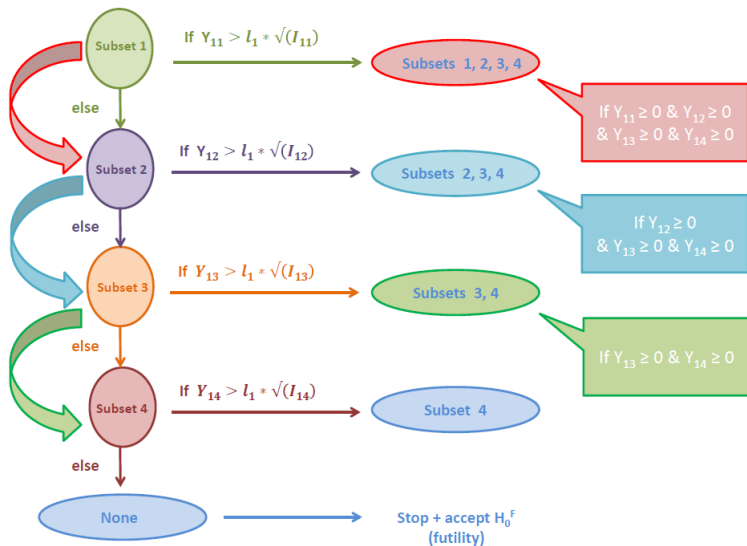 Subset 1
If Y₁₁ > l₁ * √(I₁₁)
Subsets 1, 2, 3, 4
If Y₁₁ ≥ 0 & Y₁₂ ≥ 0
& Y₁₃ ≥ 0 & Y₁₄ ≥ 0
else
Subset 2
If Y₁₂ > l₁ * √(I₁₂)
Subsets 2, 3, 4
If Y₁₂ ≥ 0
& Y₁₃ ≥ 0 & Y₁₄ ≥ 0
else
Subset 3
If Y₁₃ > l₁ * √(I₁₃)
Subsets 3, 4
If Y₁₃ ≥ 0 & Y₁₄ ≥ 0
else
Subset 4
If Y₁₄ > l₁ * √(I₁₄)
Subset 4
else
None
Stop + accept H₀ᶠ
(futility)